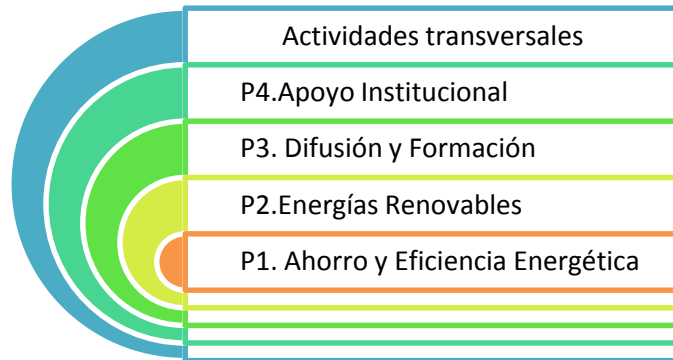 Actividades transversales
P4.Apoyo Institucional
P3. Difusión y Formación
P2.Energías Renovables
P1. Ahorro y Eficiencia Energética